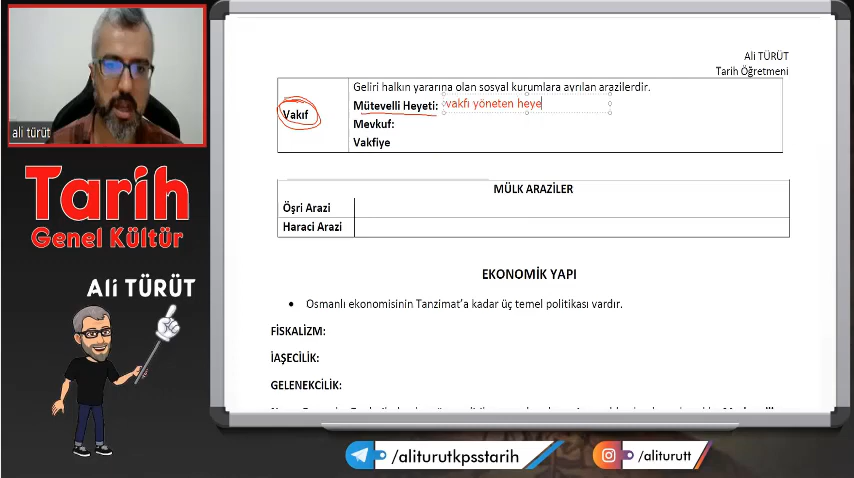 ali türüt
Tarih
Genel Kültür
Ali TÜRÜT
Ali TÜRÜT
Tarih Öğretmeni
Vakıf
Geliri halkın yararına olan sosyal kurumlara ayrılan arazilerdir.
Mütevelli Heyeti: vakfı yöneten heye
Mevkuf:
Vakfiye
MÜLK ARAZİLER
Öşri Arazi
Haraci Arazi
EKONOMİK YAPI
• Osmanlı ekonomisinin Tanzimat'a kadar üç temel politikası vardır.
FİSKALİZM:
İAŞECİLİK:
GELENEKCİLİK:
/aliturutkpsstarih
/aliturutt